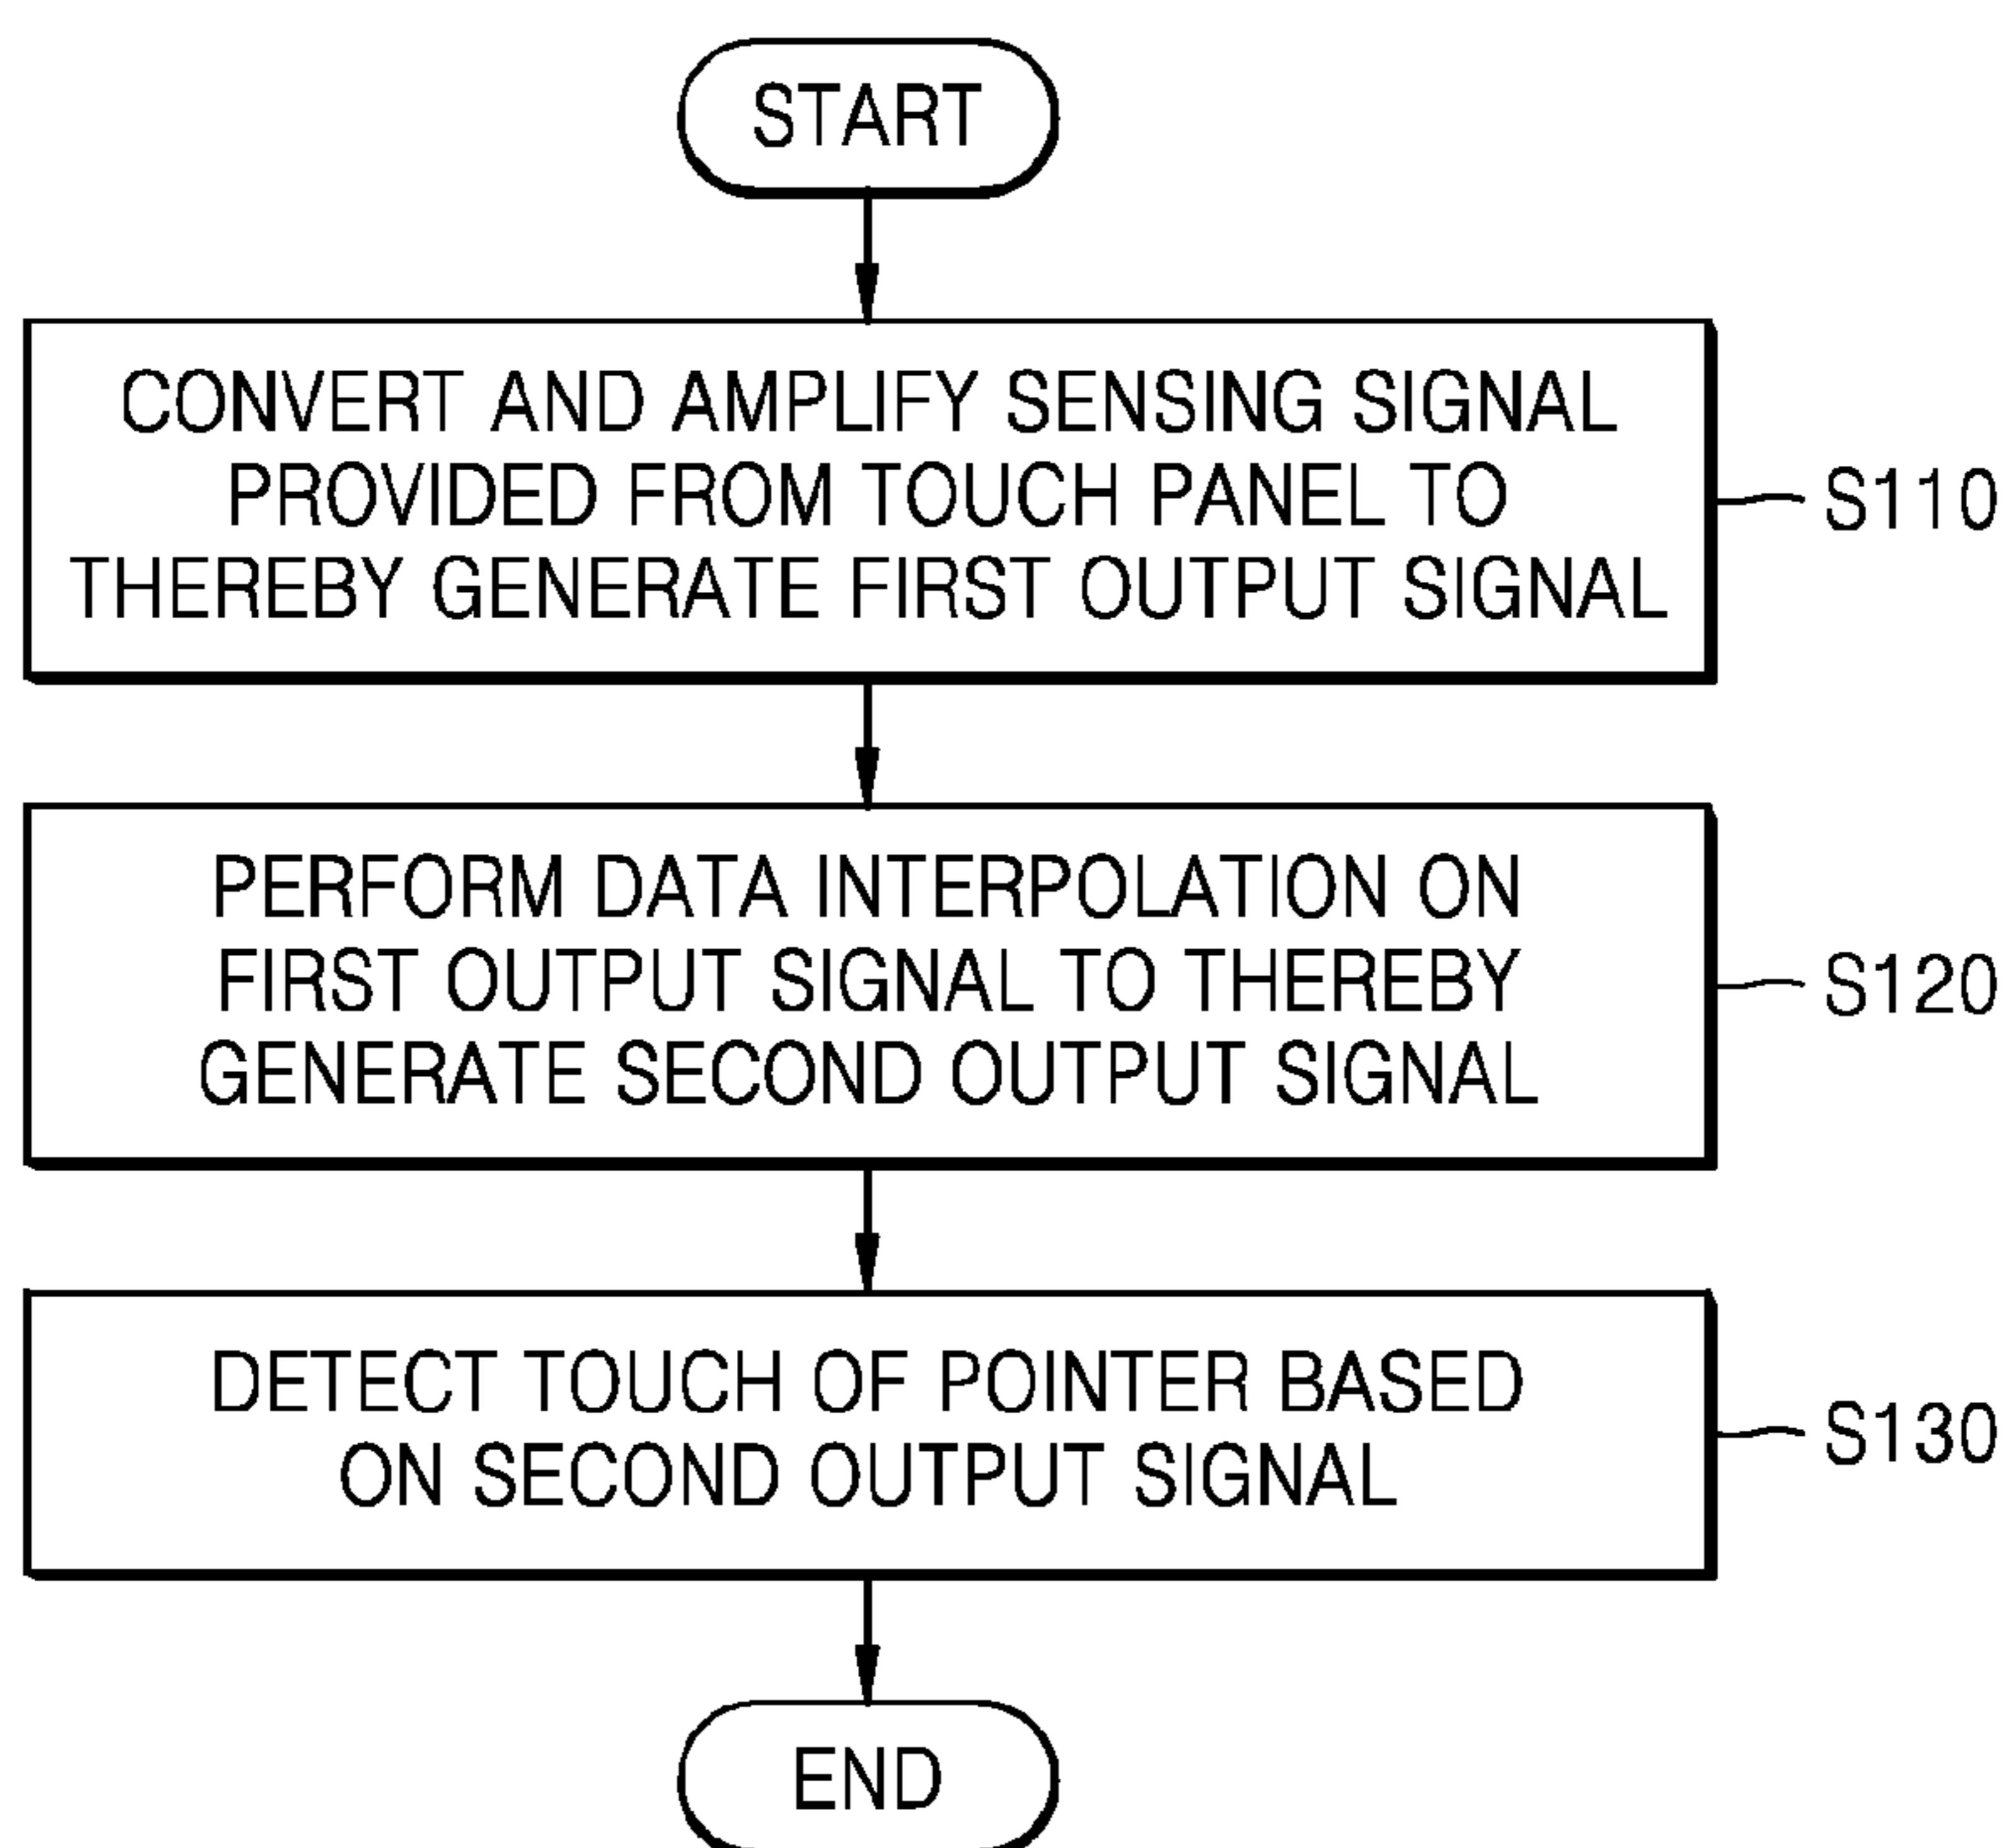 START
CONVERT AND AMPLIFY SENSING SIGNAL
PROVIDED FROM TOUCH PANEL TO
THEREBY GENERATE FIRST OUTPUT SIGNAL
S110
PERFORM DATA INTERPOLATION ON
FIRST OUTPUT SIGNAL TO THEREBY
GENERATE SECOND OUTPUT SIGNAL
S120
DETECT TOUCH OF POINTER BASED
ON SECOND OUTPUT SIGNAL
S130
END